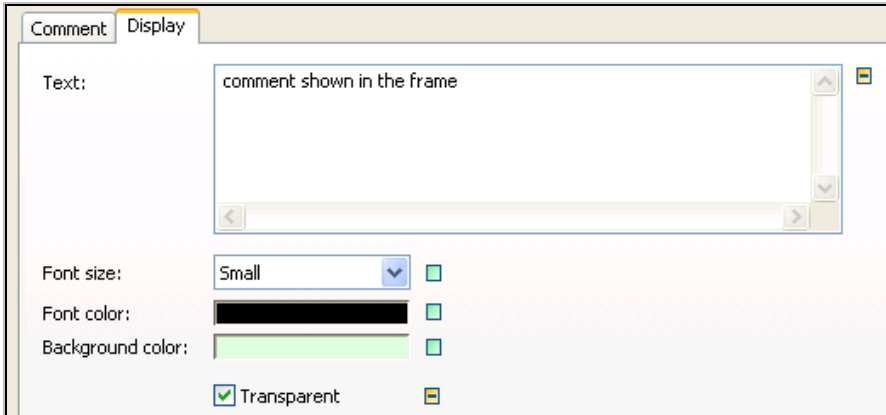 Comment Display
Text: comment shown in the frame
Font size: Small
Font color:
Background color:
Transparent